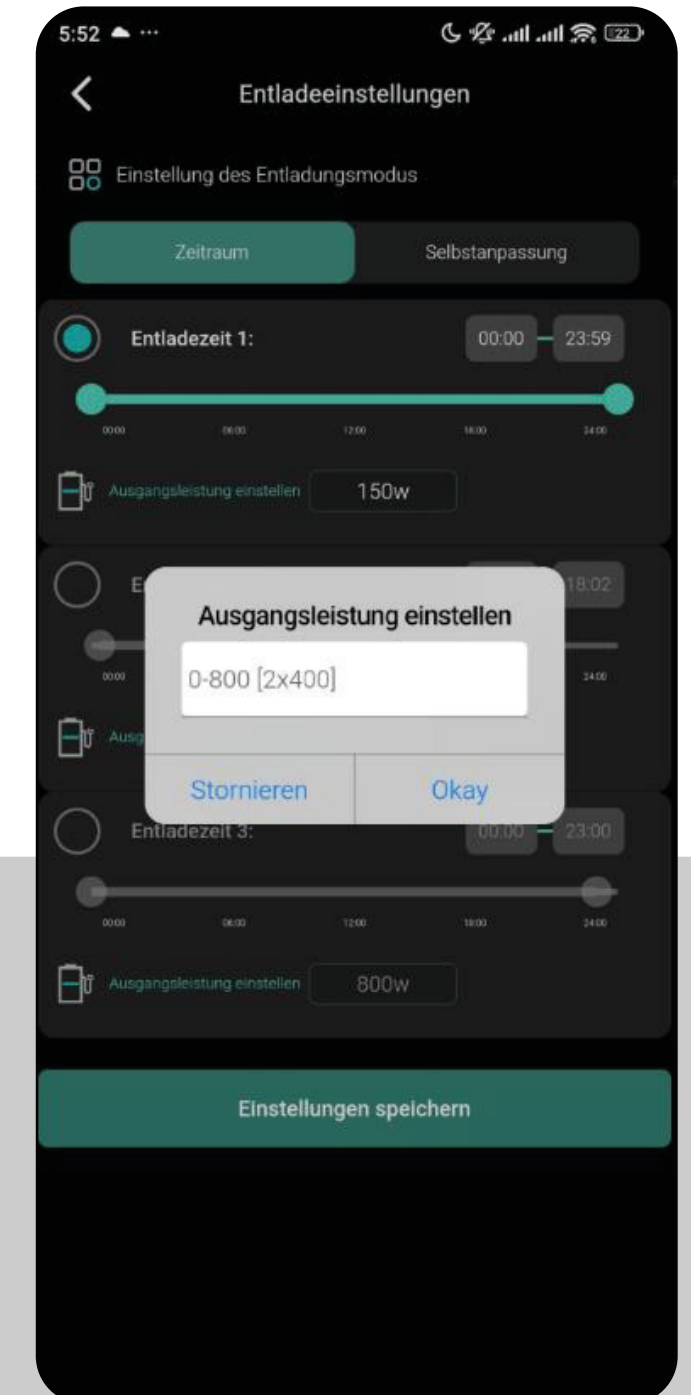 5:52 ...
22
Entladeeinstellungen
Einstellung des Entladungsmodus
Zeitraum Selbstanpassung
Entladezeit 1: 00:00 23:59
00:00 06:00 12:00 18:00 24:00
Ausgangsleistung einstellen 150w
E 18:02
Ausgangsleistung einstellen
0-800 [2x400]
00:00 24:00
Ausg
Stornieren Okay
Entladezeit 3: 00:00 23:00
00:00 06:00 12:00 18:00 24:00
Ausgangsleistung einstellen 800w
Einstellungen speichern